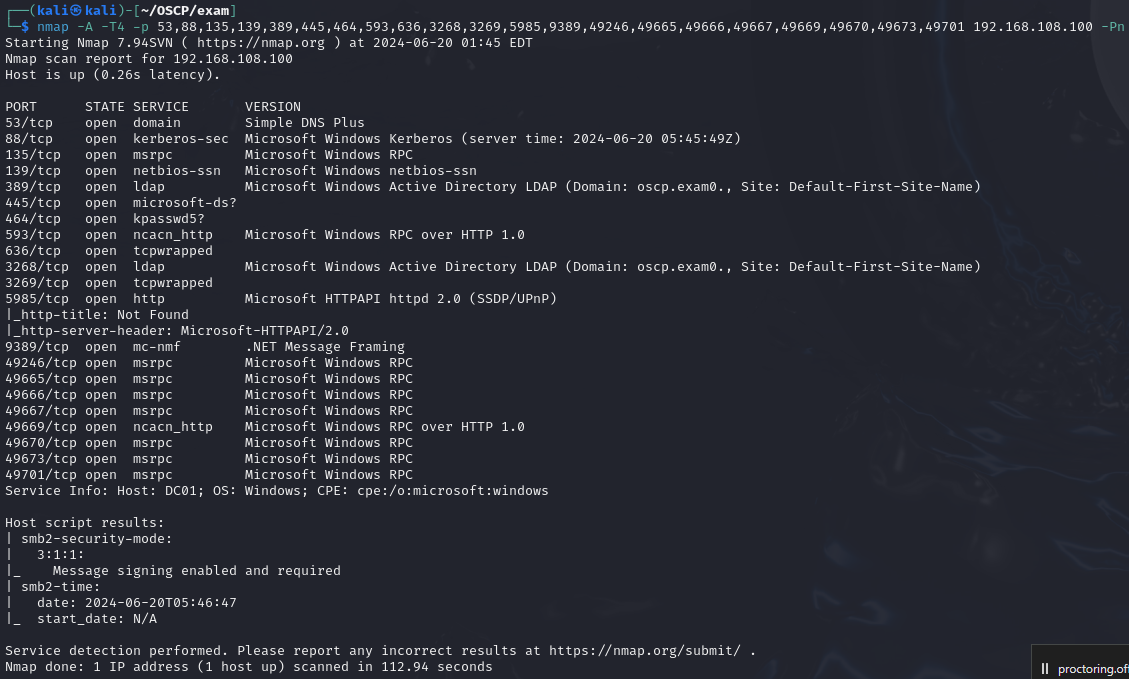 ┌──(kali㉿kali)-[~/OSCP/exam]
└─$ nmap -A -T4 -p 53,88,135,139,389,445,464,593,636,3268,3269,5985,9389,49246,49665,49666,49667,49669,49670,49673,49701 192.168.108.100 -Pn
Starting Nmap 7.94SVN ( https://nmap.org ) at 2024-06-20 01:45 EDT
Nmap scan report for 192.168.108.100
Host is up (0.26s latency).

PORT      STATE SERVICE       VERSION
53/tcp    open  domain        Simple DNS Plus
88/tcp    open  kerberos-sec  Microsoft Windows Kerberos (server time: 2024-06-20 05:45:49Z)
135/tcp   open  msrpc         Microsoft Windows RPC
139/tcp   open  netbios-ssn   Microsoft Windows netbios-ssn
389/tcp   open  ldap          Microsoft Windows Active Directory LDAP (Domain: oscp.exam0., Site: Default-First-Site-Name)
445/tcp   open  microsoft-ds?
464/tcp   open  kpasswd5?
593/tcp   open  ncacn_http    Microsoft Windows RPC over HTTP 1.0
636/tcp   open  tcpwrapped
3268/tcp  open  ldap          Microsoft Windows Active Directory LDAP (Domain: oscp.exam0., Site: Default-First-Site-Name)
3269/tcp  open  tcpwrapped
5985/tcp  open  http          Microsoft HTTPAPI httpd 2.0 (SSDP/UPnP)
|_http-title: Not Found
|_http-server-header: Microsoft-HTTPAPI/2.0
9389/tcp  open  mc-nmf        .NET Message Framing
49246/tcp open  msrpc         Microsoft Windows RPC
49665/tcp open  msrpc         Microsoft Windows RPC
49666/tcp open  msrpc         Microsoft Windows RPC
49667/tcp open  msrpc         Microsoft Windows RPC
49669/tcp open  ncacn_http    Microsoft Windows RPC over HTTP 1.0
49670/tcp open  msrpc         Microsoft Windows RPC
49673/tcp open  msrpc         Microsoft Windows RPC
49701/tcp open  msrpc         Microsoft Windows RPC
Service Info: Host: DC01; OS: Windows; CPE: cpe:/o:microsoft:windows

Host script results:
| smb2-security-mode:
|   3:1:1:
|_    Message signing enabled and required
| smb2-time:
|   date: 2024-06-20T05:46:47
|_  start_date: N/A

Service detection performed. Please report any incorrect results at https://nmap.org/submit/ .
Nmap done: 1 IP address (1 host up) scanned in 112.94 seconds
proctoring.of